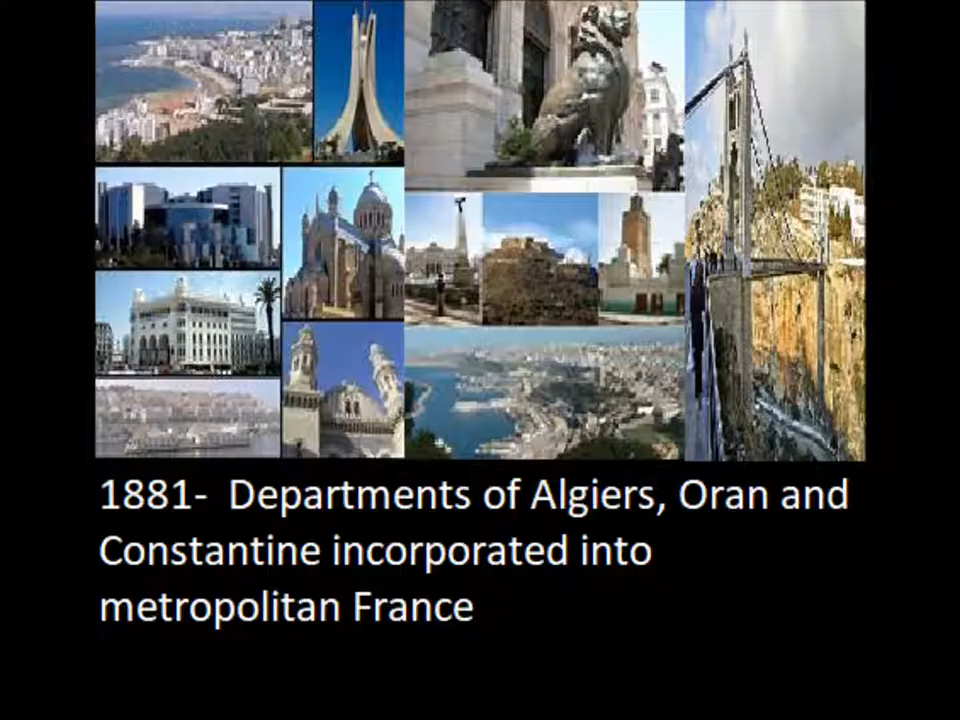 1881-  Departments of Algiers, Oran and
Constantine incorporated into
metropolitan France